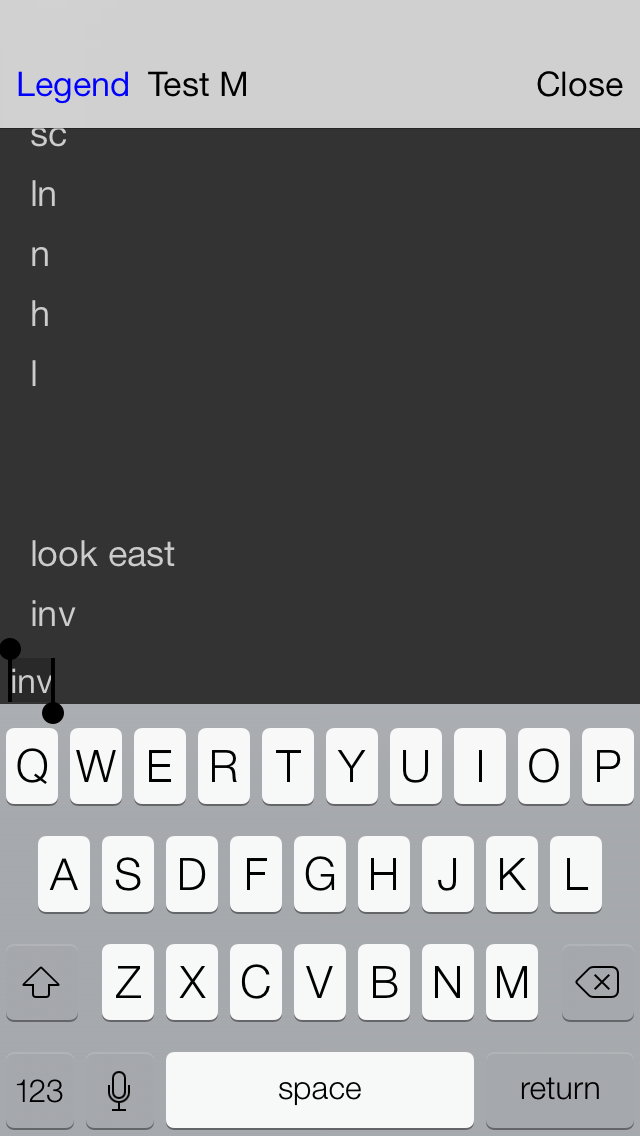 Legend Test M Close
sc
ln
n
h
l
look east
inv
inv
Q W E R T Y U I O P
A S D F G H J K L
Z X C V B N M
123 space return